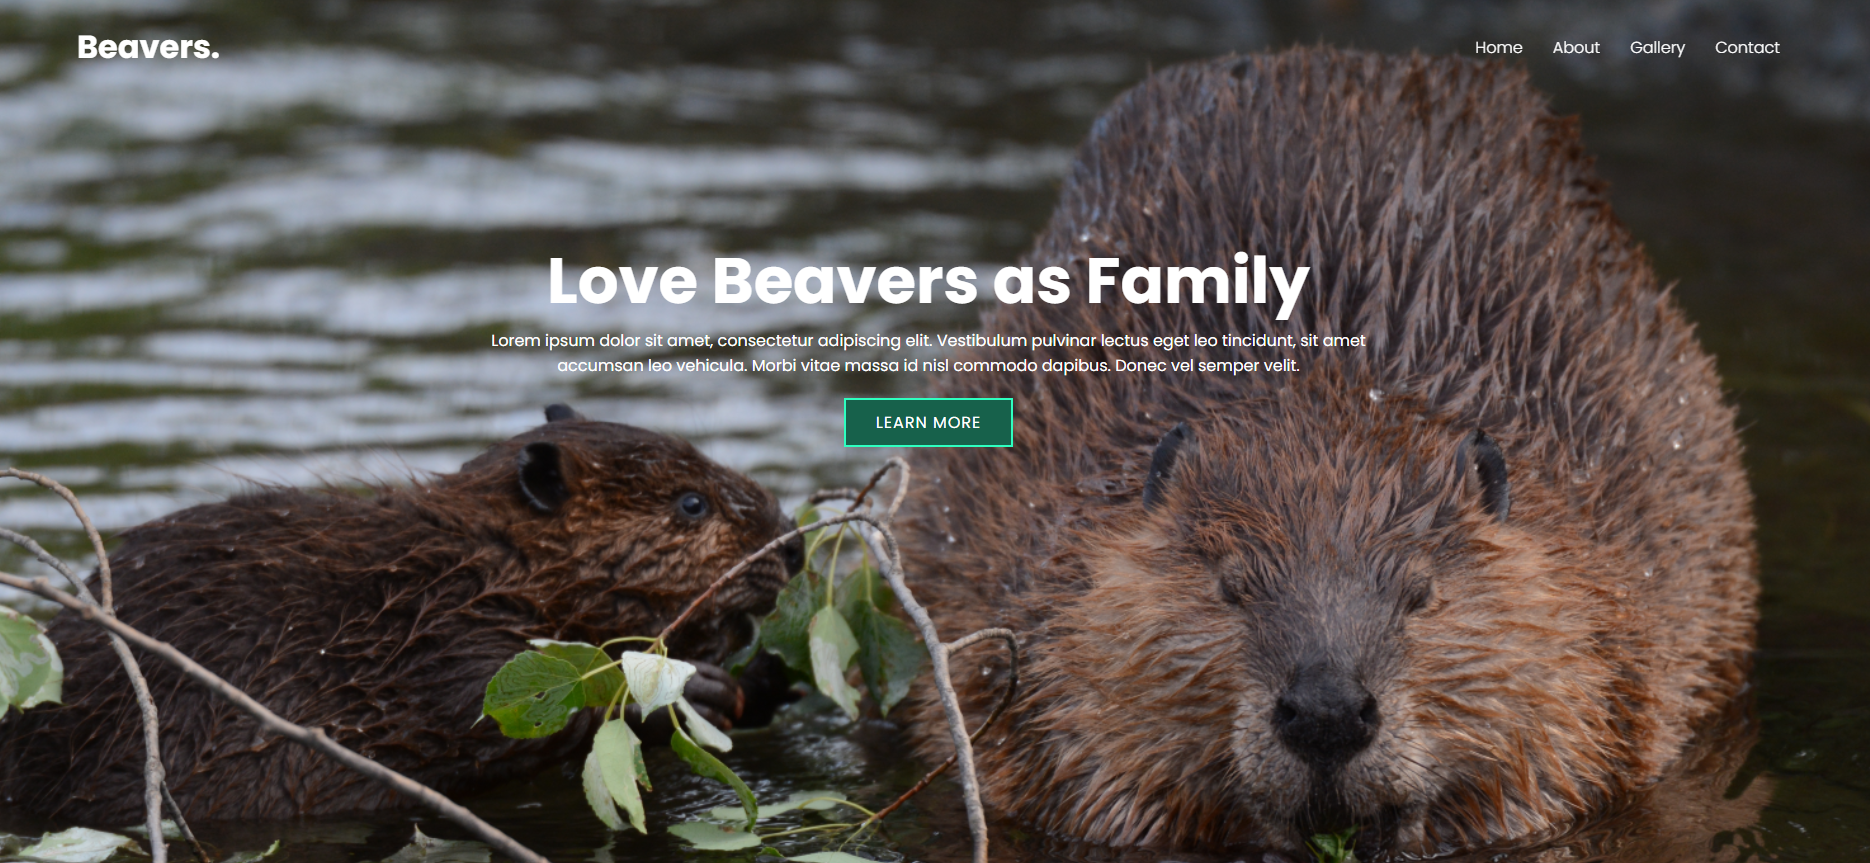 Beavers.
Home About Gallery Contact
Love Beavers as Family
Lorem ipsum dolor sit amet, consectetur adipiscing elit. Vestibulum pulvinar lectus eget leo tincidunt, sit amet
accumsan leo vehicula. Morbi vitae massa id nisl commodo dapibus. Donec vel semper velit.
LEARN MORE